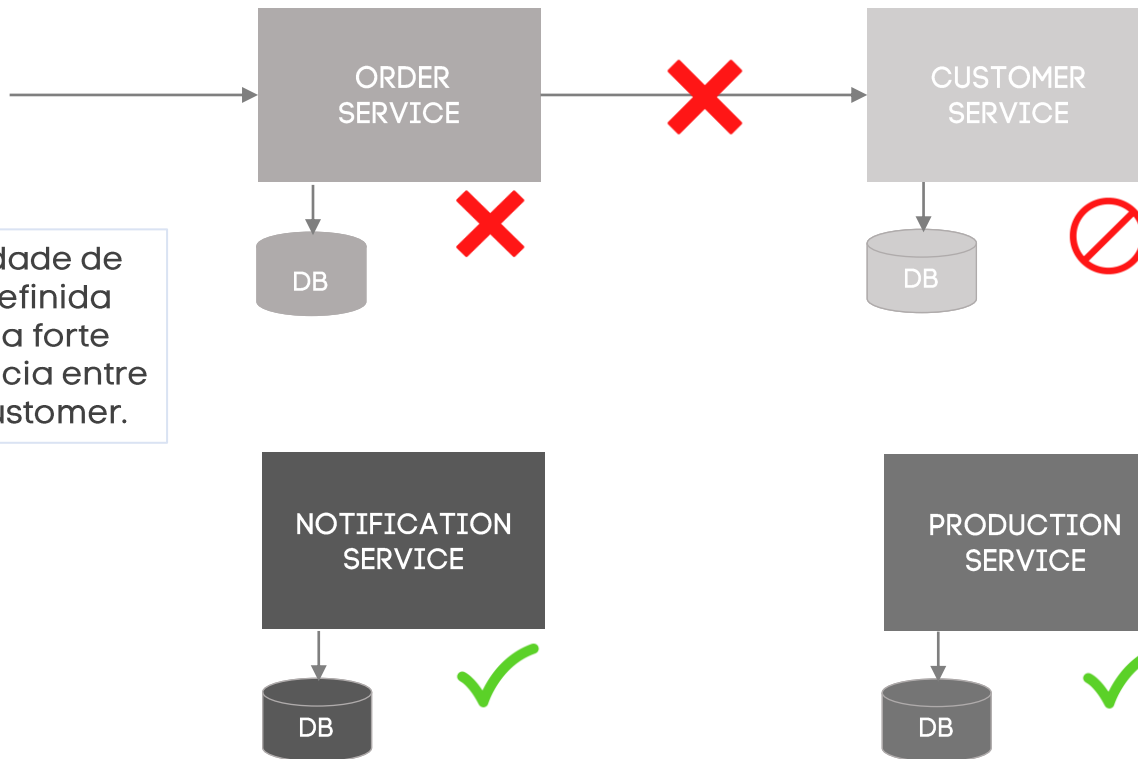 ORDER
SERVICE
CUSTOMER
SERVICE
DB
DB
dade de
efinida
a forte
cia entre
ustomer.
NOTIFICATION
SERVICE
PRODUCTION
SERVICE
DB
DB